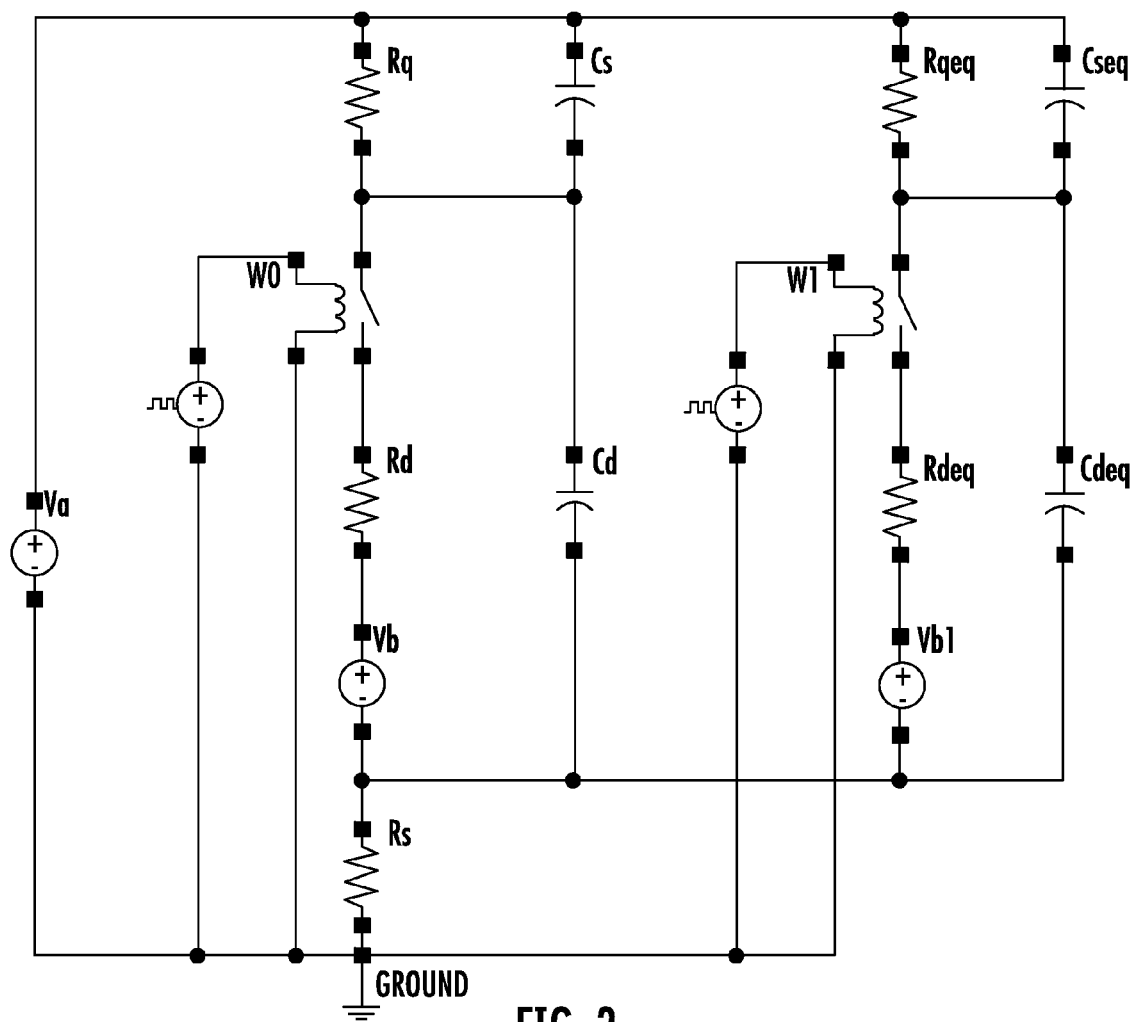 Rq
Cs
Rqeq
Cseq
W0
W1
+
-
+
-
Rd
Cd
Rdeq
Cdeq
Va
+
-
Vb
+
-
Vb1
+
-
Rs
GROUND